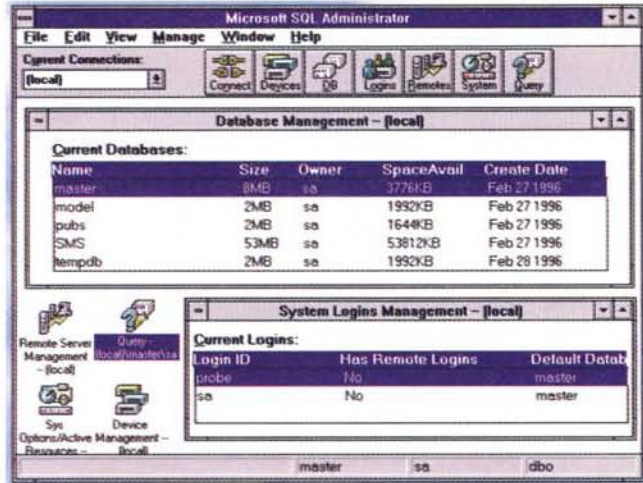 Microsoft SQL Administrator
File Edit View Manage Window Help
Current Connections:
(local)
Connect Devices DB Logins Remotes System Query
Database Management – (local)
Current Databases:
Name Size Owner SpaceAvail Create Date
master 8MB sa 3776KB Feb 27 1996
model 2MB sa 1992KB Feb 27 1996
pubs 2MB sa 1644KB Feb 27 1996
SMS 53MB sa 53812KB Feb 27 1996
tempdb 2MB sa 1992KB Feb 28 1996
Remote Server Management – (local)
Query – (local)\master\sa
Sys Options/Active Resources –
Device Management – (local)
System Logins Management – (local)
Current Logins:
Login ID Has Remote Logins Default Datab
probe No master
sa No master
master sa dbo